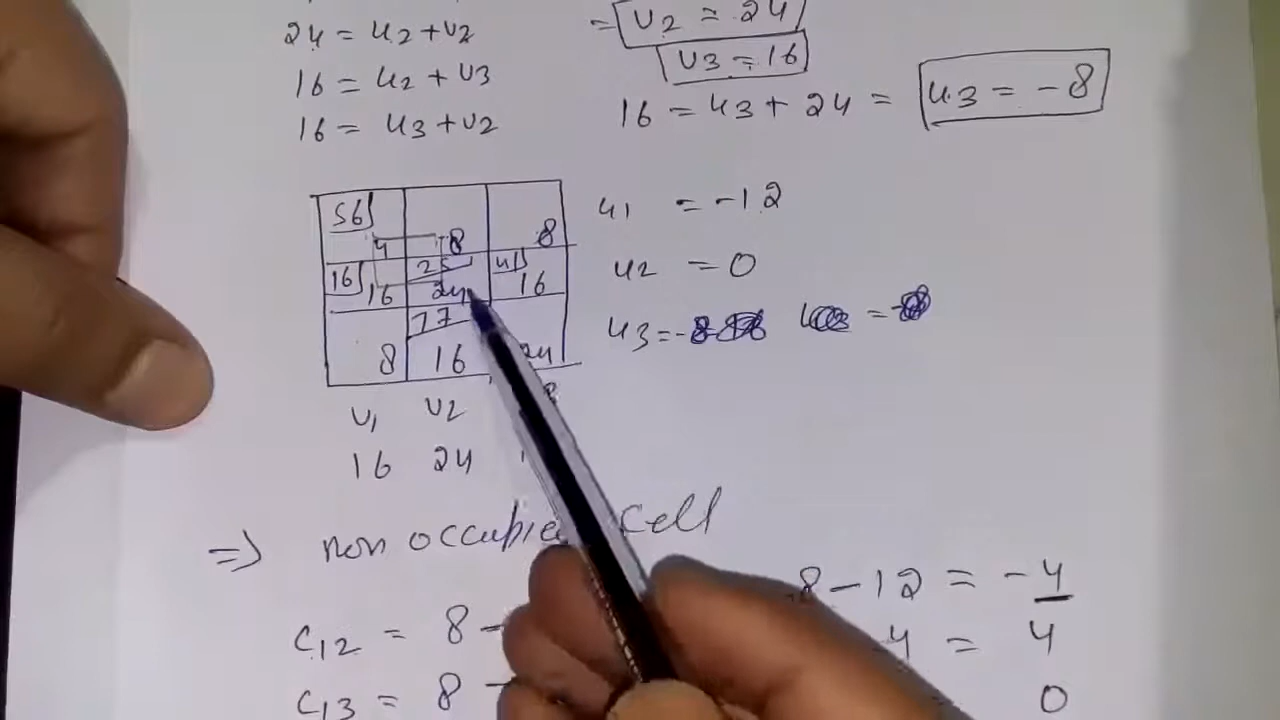 24 = u2 + v2
= v2 = 24
16 = u2 + v3
v3 = 16
16 = u3 + v2
16 = u3 + 24 = u3 = -8
56
4 8 8
16 25 41
16 24 16
77
8 16 24
u1 = -12
u2 = 0
u3 = -8
v1 v2
16 24
=> non occupied cell
C12 = 8 -
8 - 12 = -4
4 = 4
C13 = 8 -
0